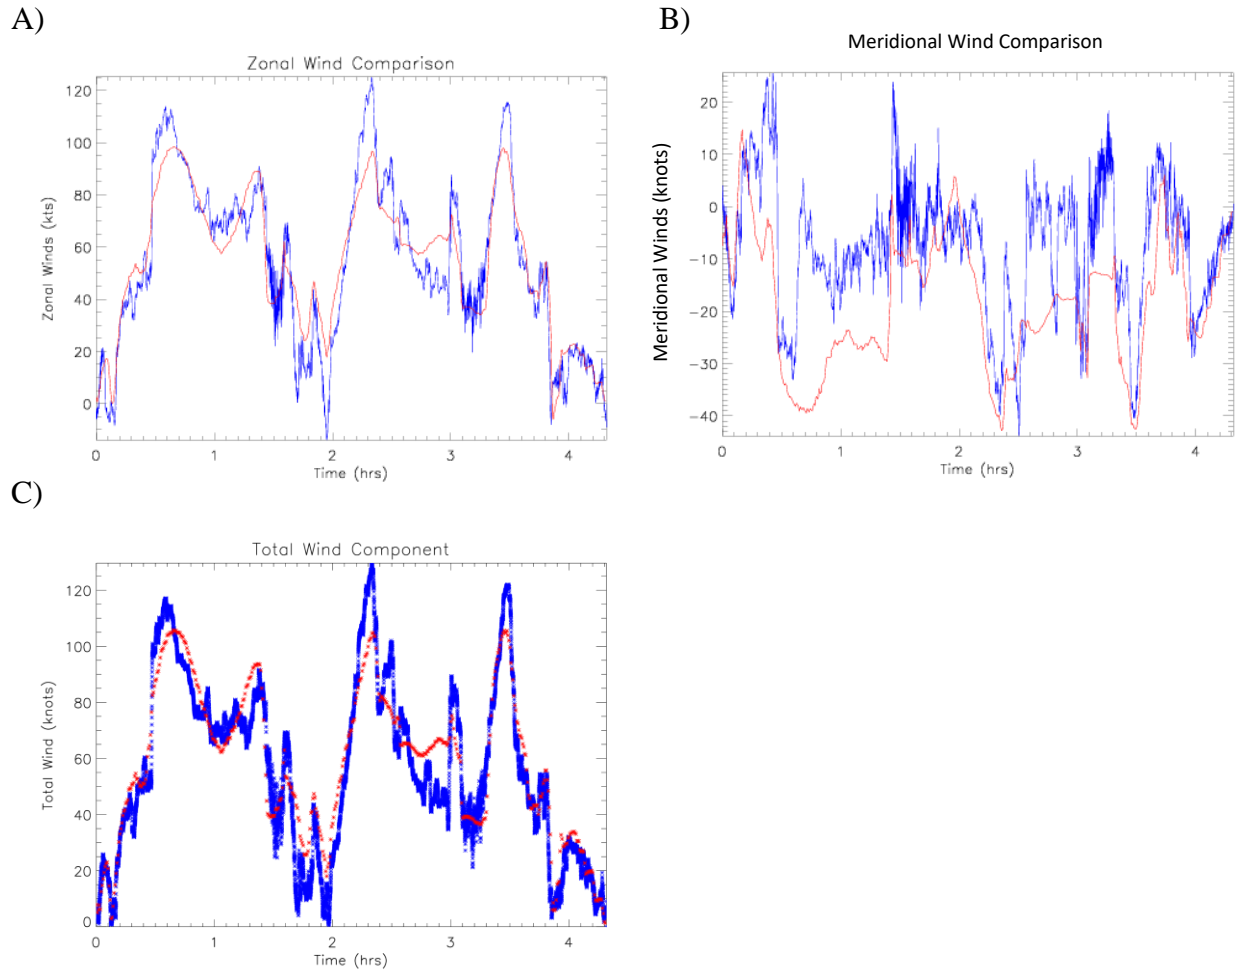 A)
Zonal Wind Comparison
Zonal Winds (kts)
120
100
80
60
40
20
0
0 1 2 3 4
Time (hrs)
B)
Meridional Wind Comparison
Meridional Winds (knots)
20
10
0
−10
−20
−30
−40
0 1 2 3 4
Time (hrs)
C)
Total Wind Component
Total Wind (knots)
120
100
80
60
40
20
0
0 1 2 3 4
Time (hrs)